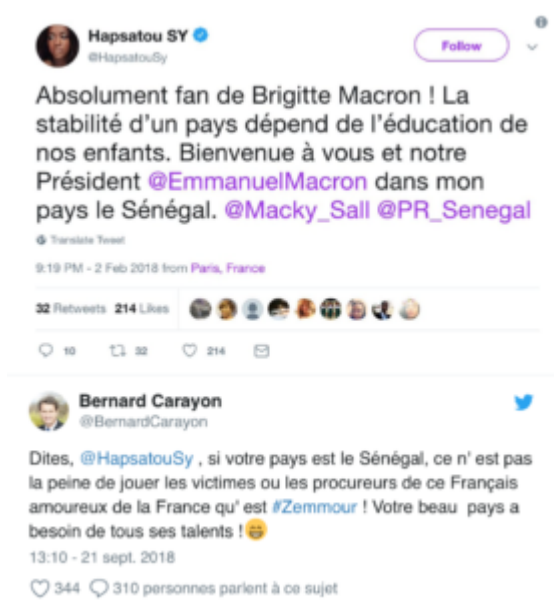 Hapsatou SY
@HapsatouSy
Follow
Absolument fan de Brigitte Macron ! La
stabilité d'un pays dépend de l'éducation de
nos enfants. Bienvenue à vous et notre
Président @EmmanuelMacron dans mon
pays le Sénégal. @Macky_Sall @PR_Senegal
Translate Tweet
9:19 PM - 2 Feb 2018 from Paris, France
32 Retweets 214 Likes
10 32 214
Bernard Carayon
@BernardCarayon
Dites, @HapsatouSy , si votre pays est le Sénégal, ce n' est pas
la peine de jouer les victimes ou les procureurs de ce Français
amoureux de la France qu' est #Zemmour ! Votre beau pays a
besoin de tous ses talents !😁
13:10 - 21 sept. 2018
344 310 personnes parlent à ce sujet